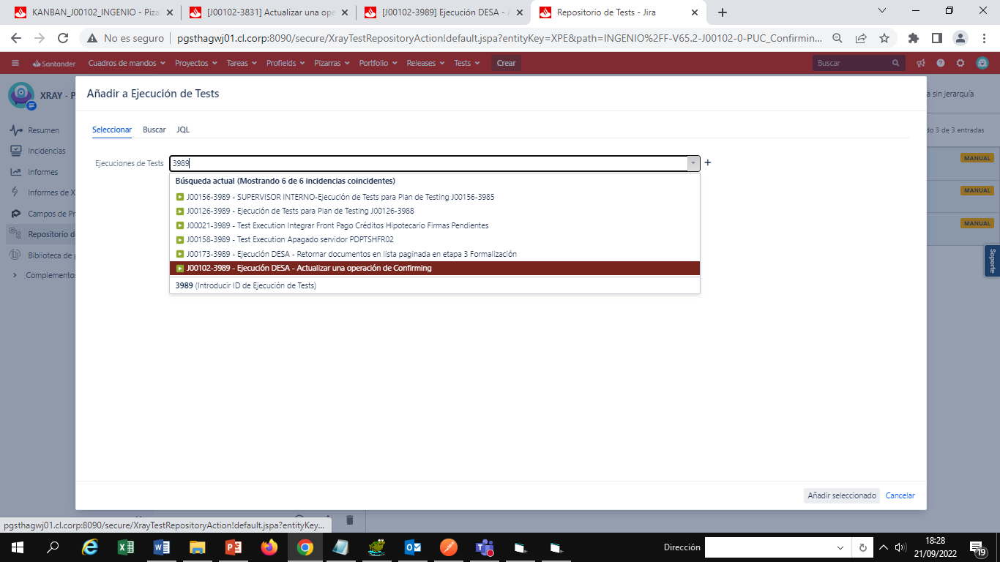 KANBAN_J00102_INGENIO - Piza
[J00102-3831] Actualizar una ope
[J00102-3989] Ejecución DESA - A
Repositorio de Tests - Jira
No es seguro
pgsthagwj01.cl.corp:8090/secure/XrayTestRepositoryAction!default.jspa?entityKey=XPE&path=INGENIO%2FF-V65.2-J00102-0-PUC_Confirmin...
Santander
Cuadros de mandos
Proyectos
Tareas
Profields
Pizarras
Portfolio
Releases
Tests
Crear
Buscar
XRAY - P
Resumen
Incidencias
Informes
Informes de X
Campos de Pr
Repositorio d
Biblioteca de
Complementos
Añadir a Ejecución de Tests
Seleccionar
Buscar
JQL
Ejecuciones de Tests
3989
Búsqueda actual (Mostrando 6 de 6 incidencias coincidentes)
J00156-3989 - SUPERVISOR INTERNO-Ejecución de Tests para Plan de Testing J00156-3985
J00126-3989 - Ejecución de Tests para Plan de Testing J00126-3988
J00021-3989 - Test Execution Integrar Front Pago Créditos Hipotecario Firmas Pendientes
J00158-3989 - Test Execution Apagado servidor PDPTSHFR02
J00173-3989 - Ejecución DESA - Retornar documentos en lista paginada en etapa 3 Formalización
J00102-3989 - Ejecución DESA - Actualizar una operación de Confirming
3989 (Introducir ID de Ejecución de Tests)
a sin jerarquía
do 3 de 3 entradas
MANUAL
MANUAL
MANUAL
Soporte
Añadir seleccionado
Cancelar
pgsthagwj01.cl.corp:8090/secure/XrayTestRepositoryAction!default.jspa?entityKey...
Dirección
18:28
21/09/2022
19